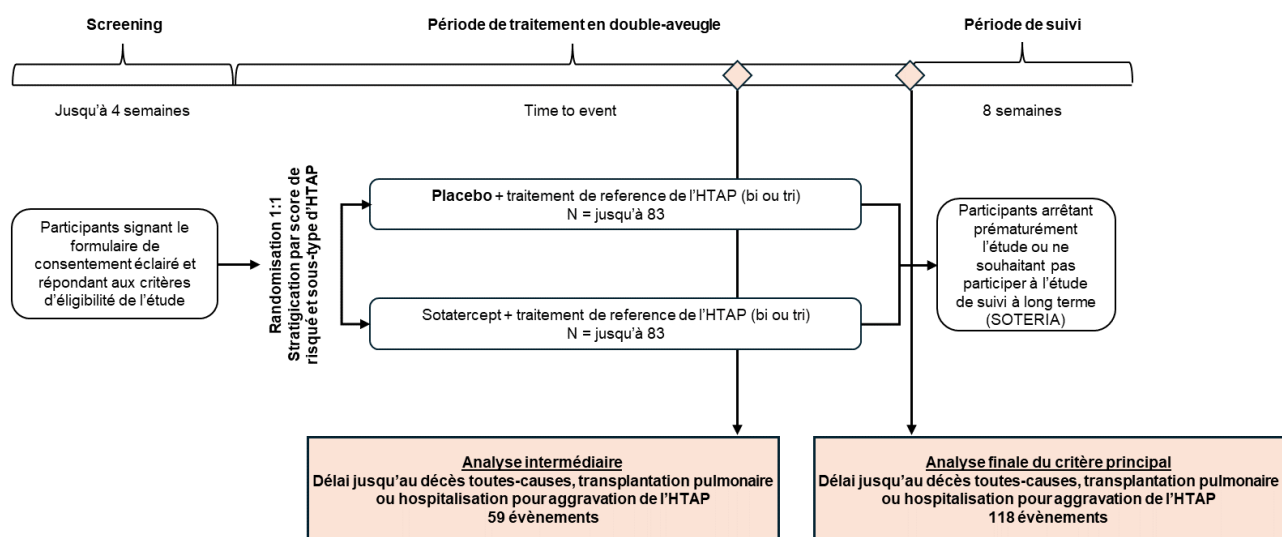 Screening
Période de traitement en double-aveugle
Période de suivi
Jusqu'à 4 semaines
Time to event
8 semaines
Participants signant le
formulaire de
consentement éclairé et
répondant aux critères
d'éligibilité de l'étude
Randomisation 1:1
Stratigication par score de
risqué et sous-type d'HTAP
Placebo + traitement de reference de l'HTAP (bi ou tri)
N = jusqu'à 83
Sotatercept + traitement de reference de l'HTAP (bi ou tri)
N = jusqu'à 83
Participants arrêtant
prématurément
l'étude ou ne
souhaitant pas
participer à l'étude
de suivi à long terme
(SOTERIA)
Analyse intermédiaire
Délai jusqu'au décès toutes-causes, transplantation pulmonaire
ou hospitalisation pour aggravation de l'HTAP
59 évènements
Analyse finale du critère principal
Délai jusqu'au décès toutes-causes, transplantation pulmonaire
ou hospitalisation pour aggravation de l'HTAP
118 évènements